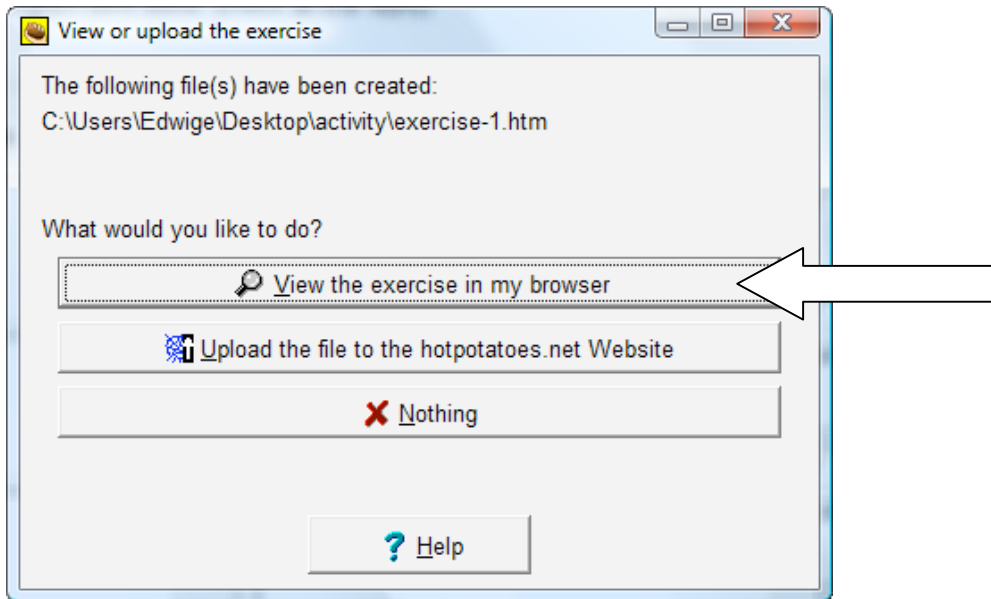 View or upload the exercise
The following file(s) have been created:
C:\Users\Edwige\Desktop\activity\exercise-1.htm
What would you like to do?
View the exercise in my browser
Upload the file to the hotpotatoes.net Website
Nothing
? Help